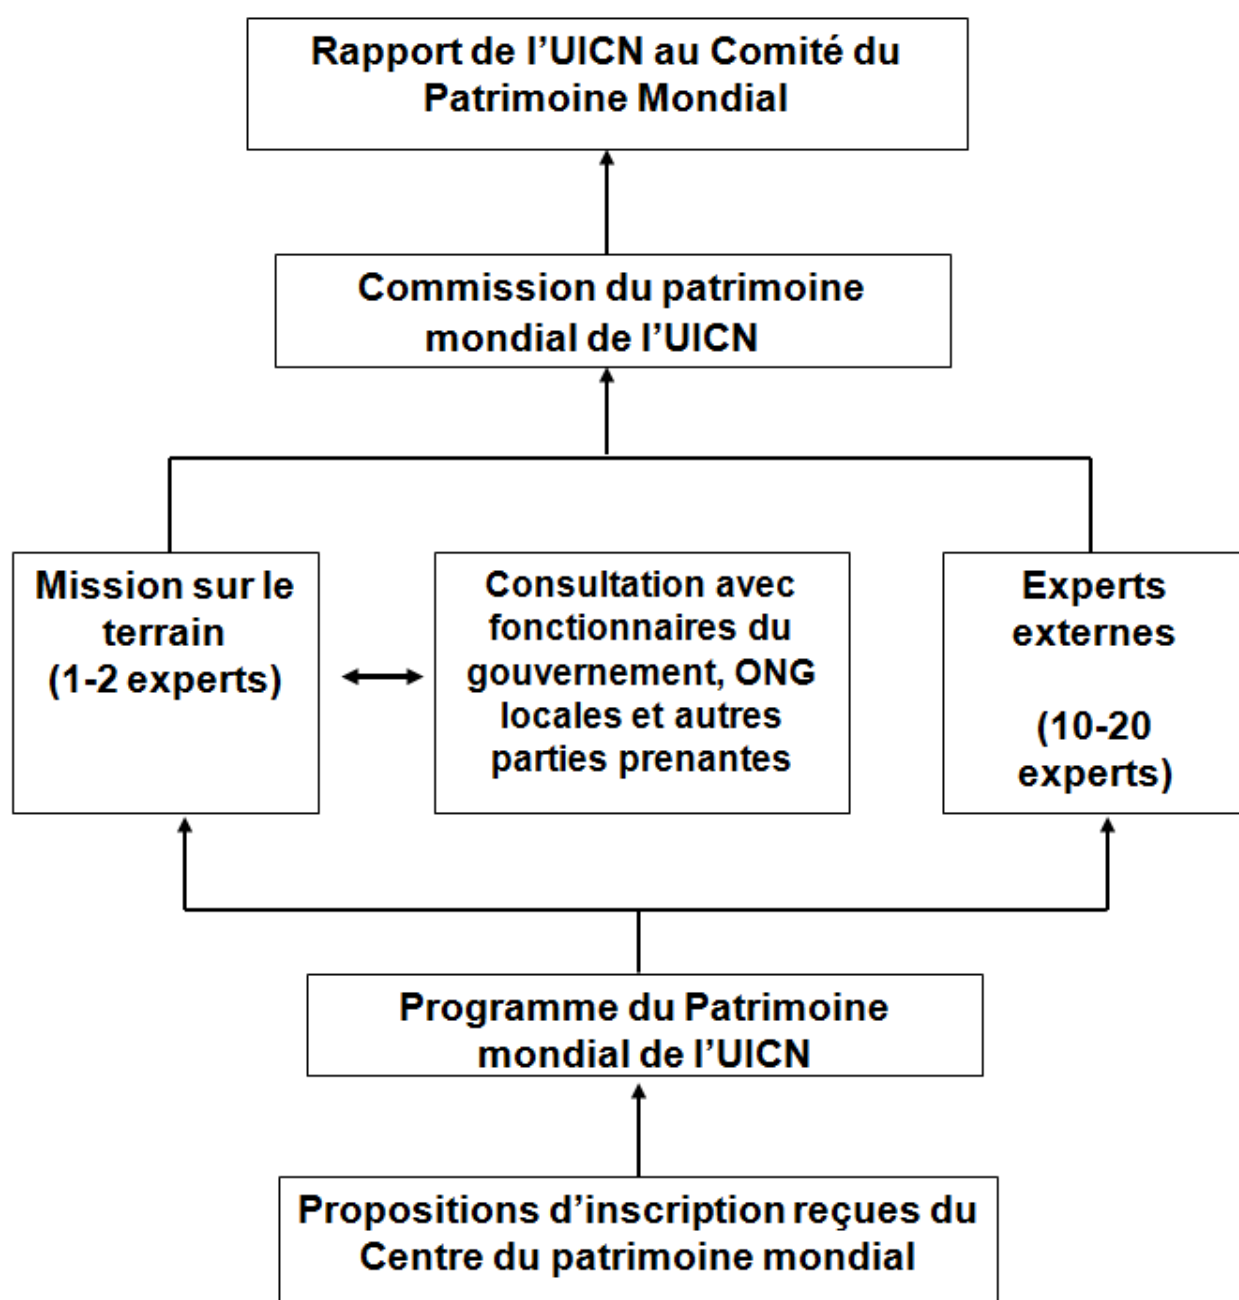 Rapport de l’UICN au Comité du
Patrimoine Mondial
Commission du patrimoine
mondial de l’UICN
Mission sur le
terrain
(1-2 experts)
Consultation avec
fonctionnaires du
gouvernement, ONG
locales et autres
parties prenantes
Experts
externes
(10-20
experts)
Programme du Patrimoine
mondial de l’UICN
Propositions d’inscription reçues du
Centre du patrimoine mondial